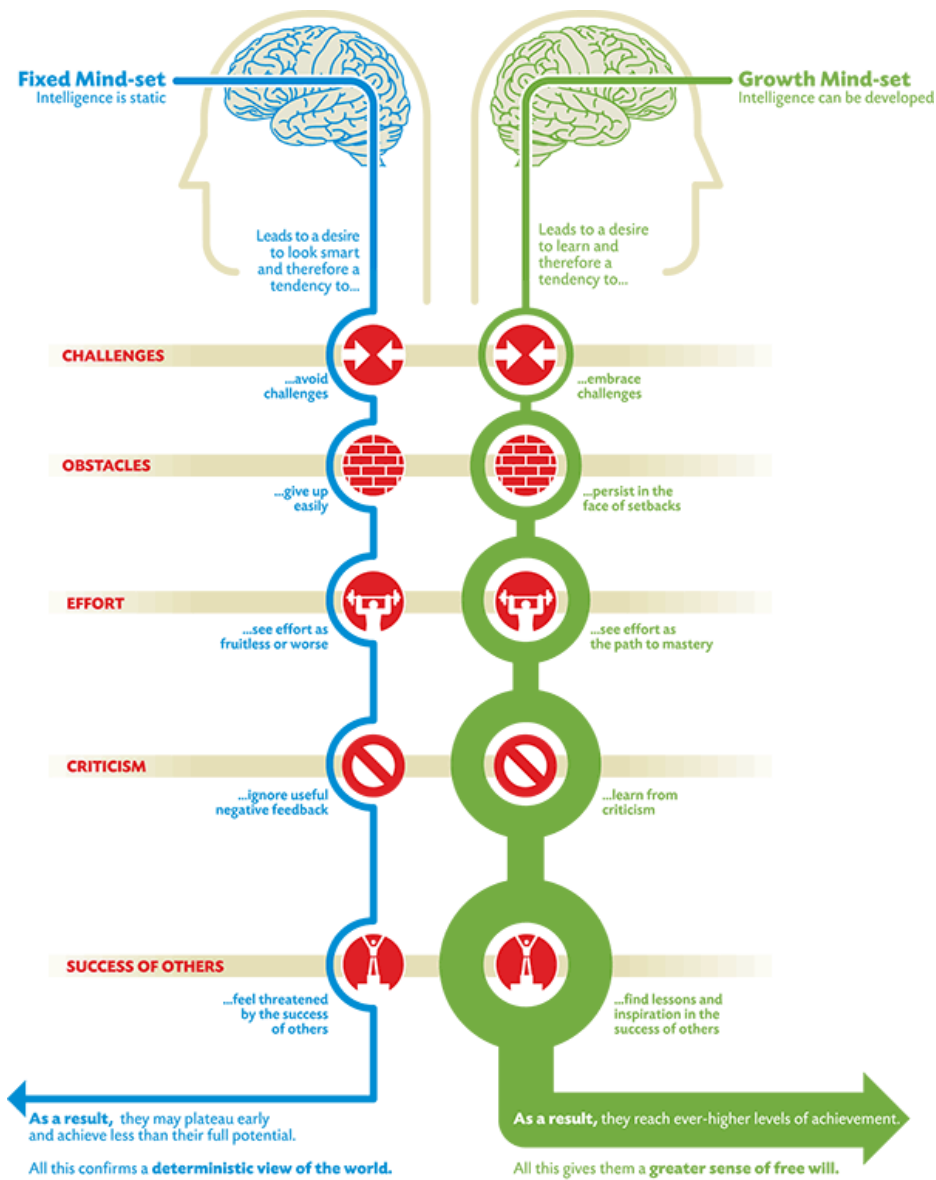 Fixed Mind-set
Intelligence is static
Growth Mind-set
Intelligence can be developed
Leads to a desire
to look smart
and therefore a
tendency to...
Leads to a desire
to learn and
therefore a
tendency to...
CHALLENGES
...avoid
challenges
...embrace
challenges
OBSTACLES
...give up
easily
...persist in the
face of setbacks
EFFORT
...see effort as
fruitless or worse
...see effort as
the path to mastery
CRITICISM
...ignore useful
negative feedback
...learn from
criticism
SUCCESS OF OTHERS
...feel threatened
by the success
of others
...find lessons and
inspiration in the
success of others
As a result, they may plateau early
and achieve less than their full potential.
All this confirms a deterministic view of the world.
As a result, they reach ever-higher levels of achievement.
All this gives them a greater sense of free will.